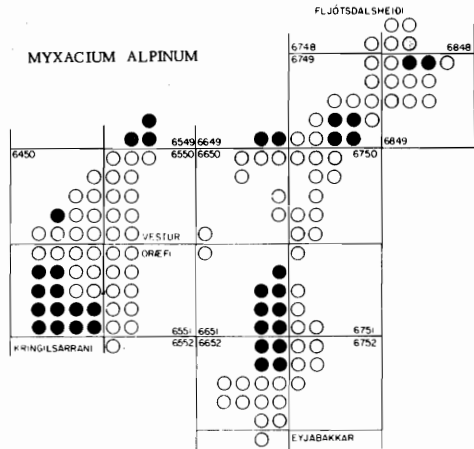 FLJÓTSDALSHEIÐI
MYXACIUM ALPINUM
6748 6848
6749
6549 6649
6450 6550 6650 6750 6849
VESTUR
ÖRÆFI
6551 6651 6751
KRINGILSÁRRANI 6552 6652 6752
EYJABAKKAR